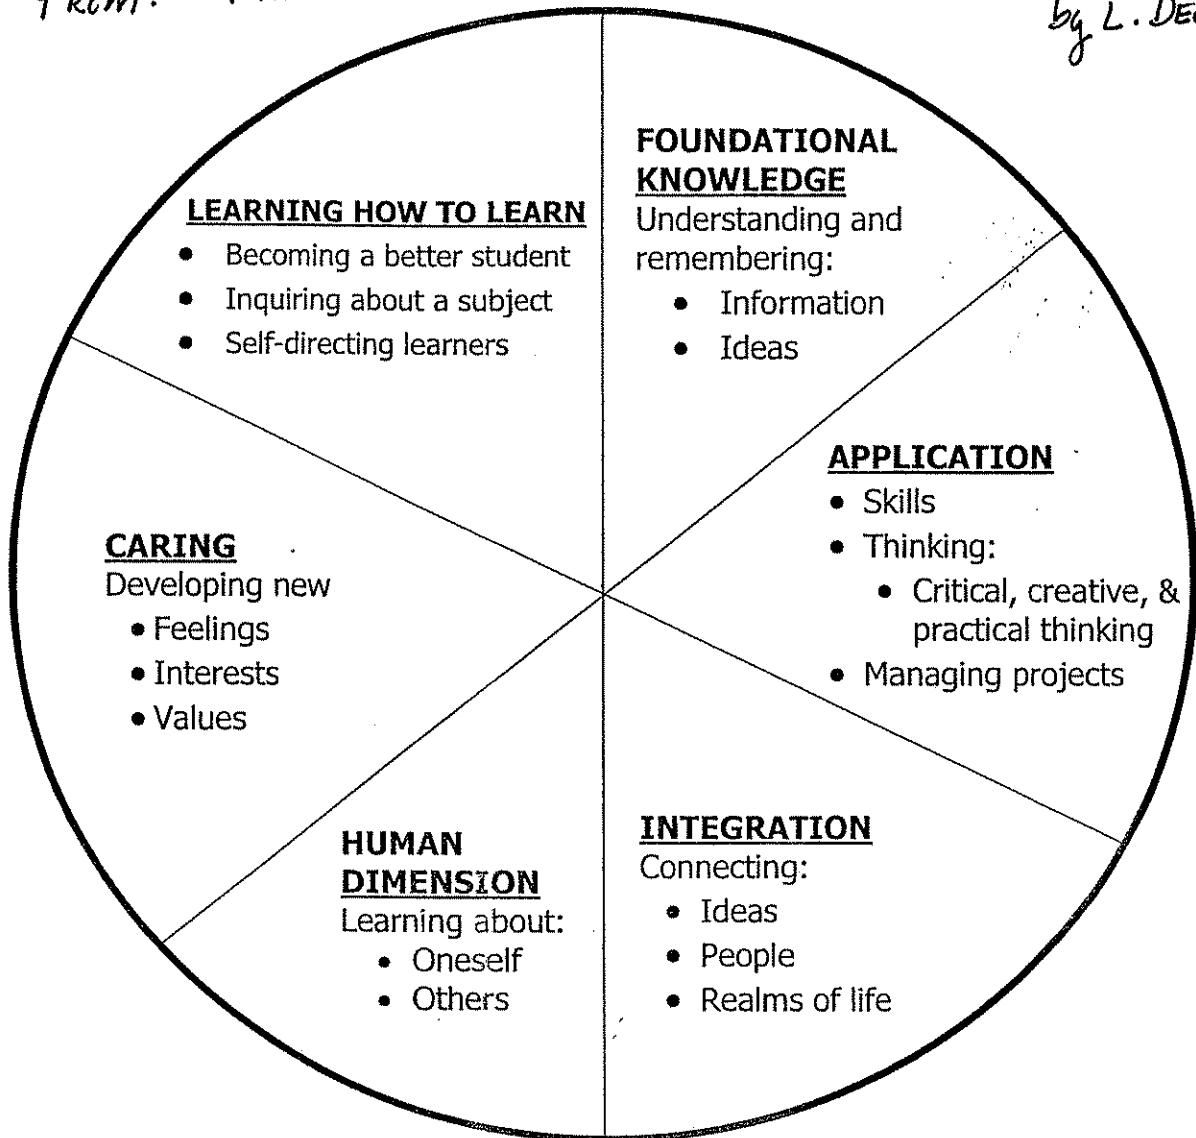 FROM:
by L. DEE
LEARNING HOW TO LEARN
• Becoming a better student
• Inquiring about a subject
• Self-directing learners
FOUNDATIONAL
KNOWLEDGE
Understanding and
remembering:
• Information
• Ideas
APPLICATION
• Skills
• Thinking:
• Critical, creative, &
practical thinking
• Managing projects
INTEGRATION
Connecting:
• Ideas
• People
• Realms of life
HUMAN
DIMENSION
Learning about:
• Oneself
• Others
CARING
Developing new
• Feelings
• Interests
• Values